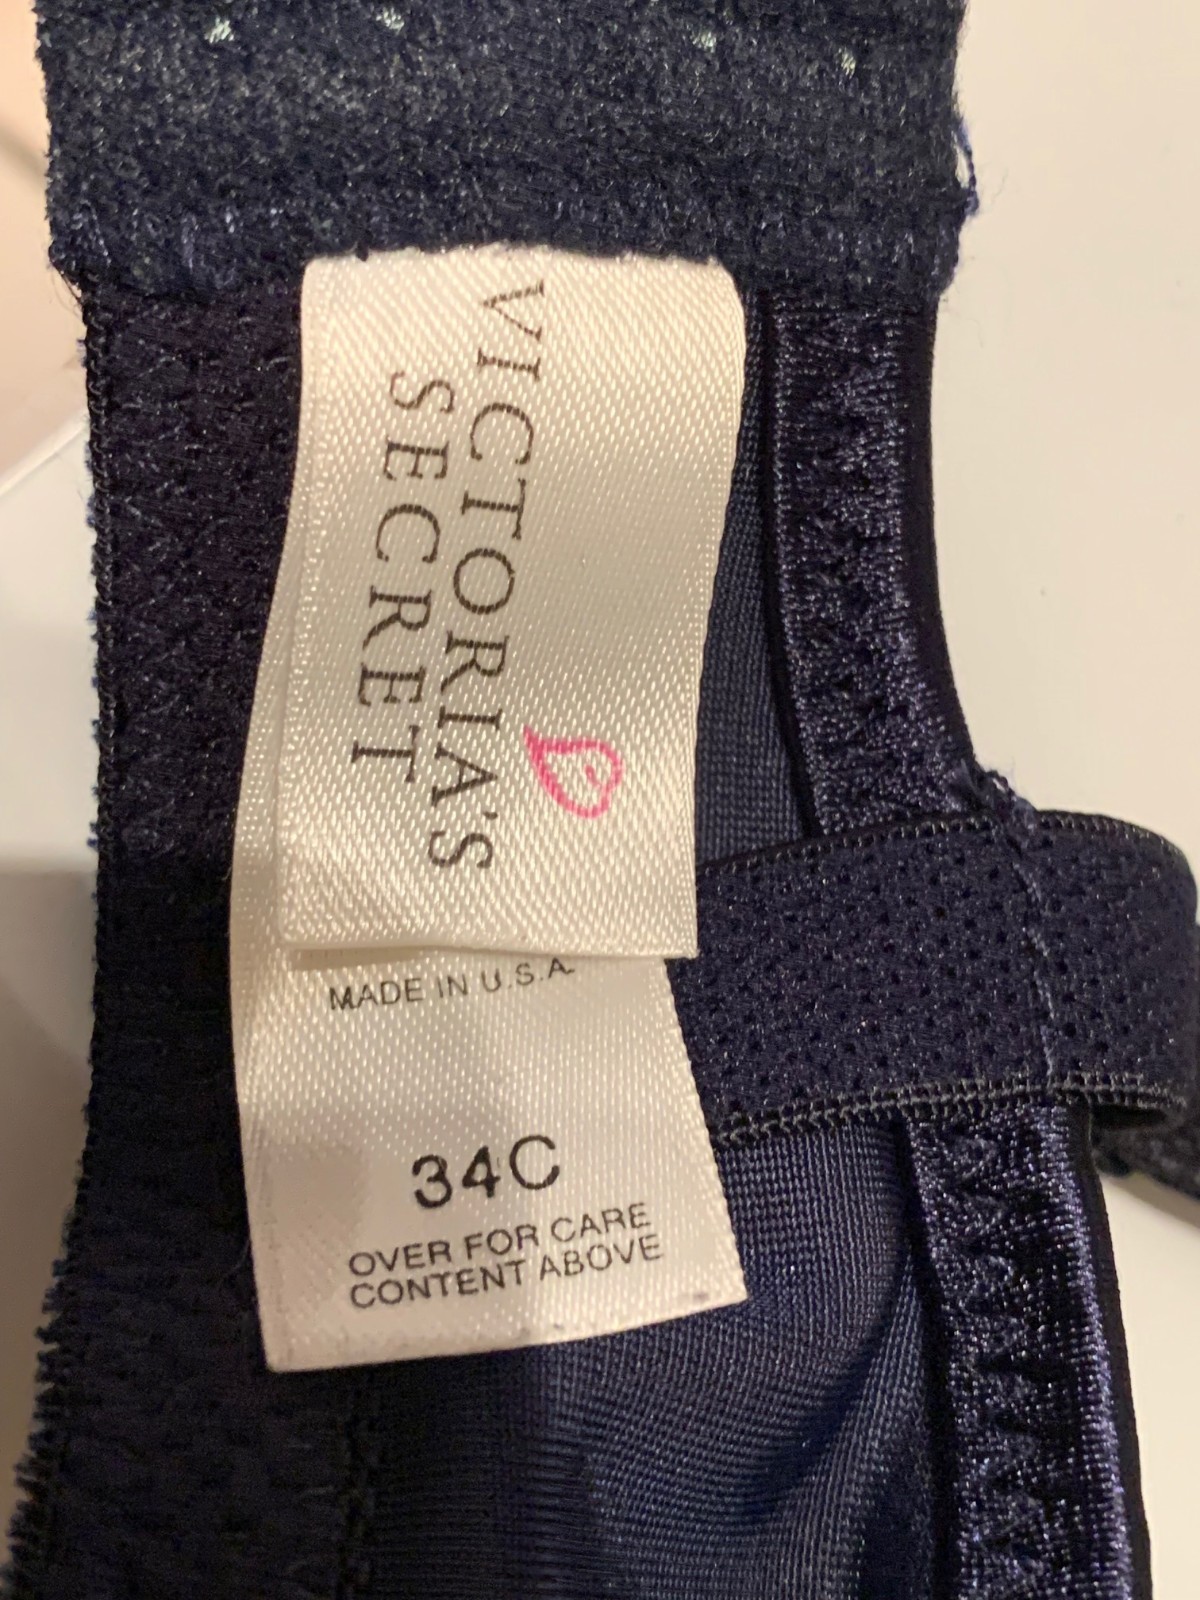 VICTORIA'S
SECRET
MADE IN U.S.A.
34C
OVER FOR CARE
CONTENT ABOVE